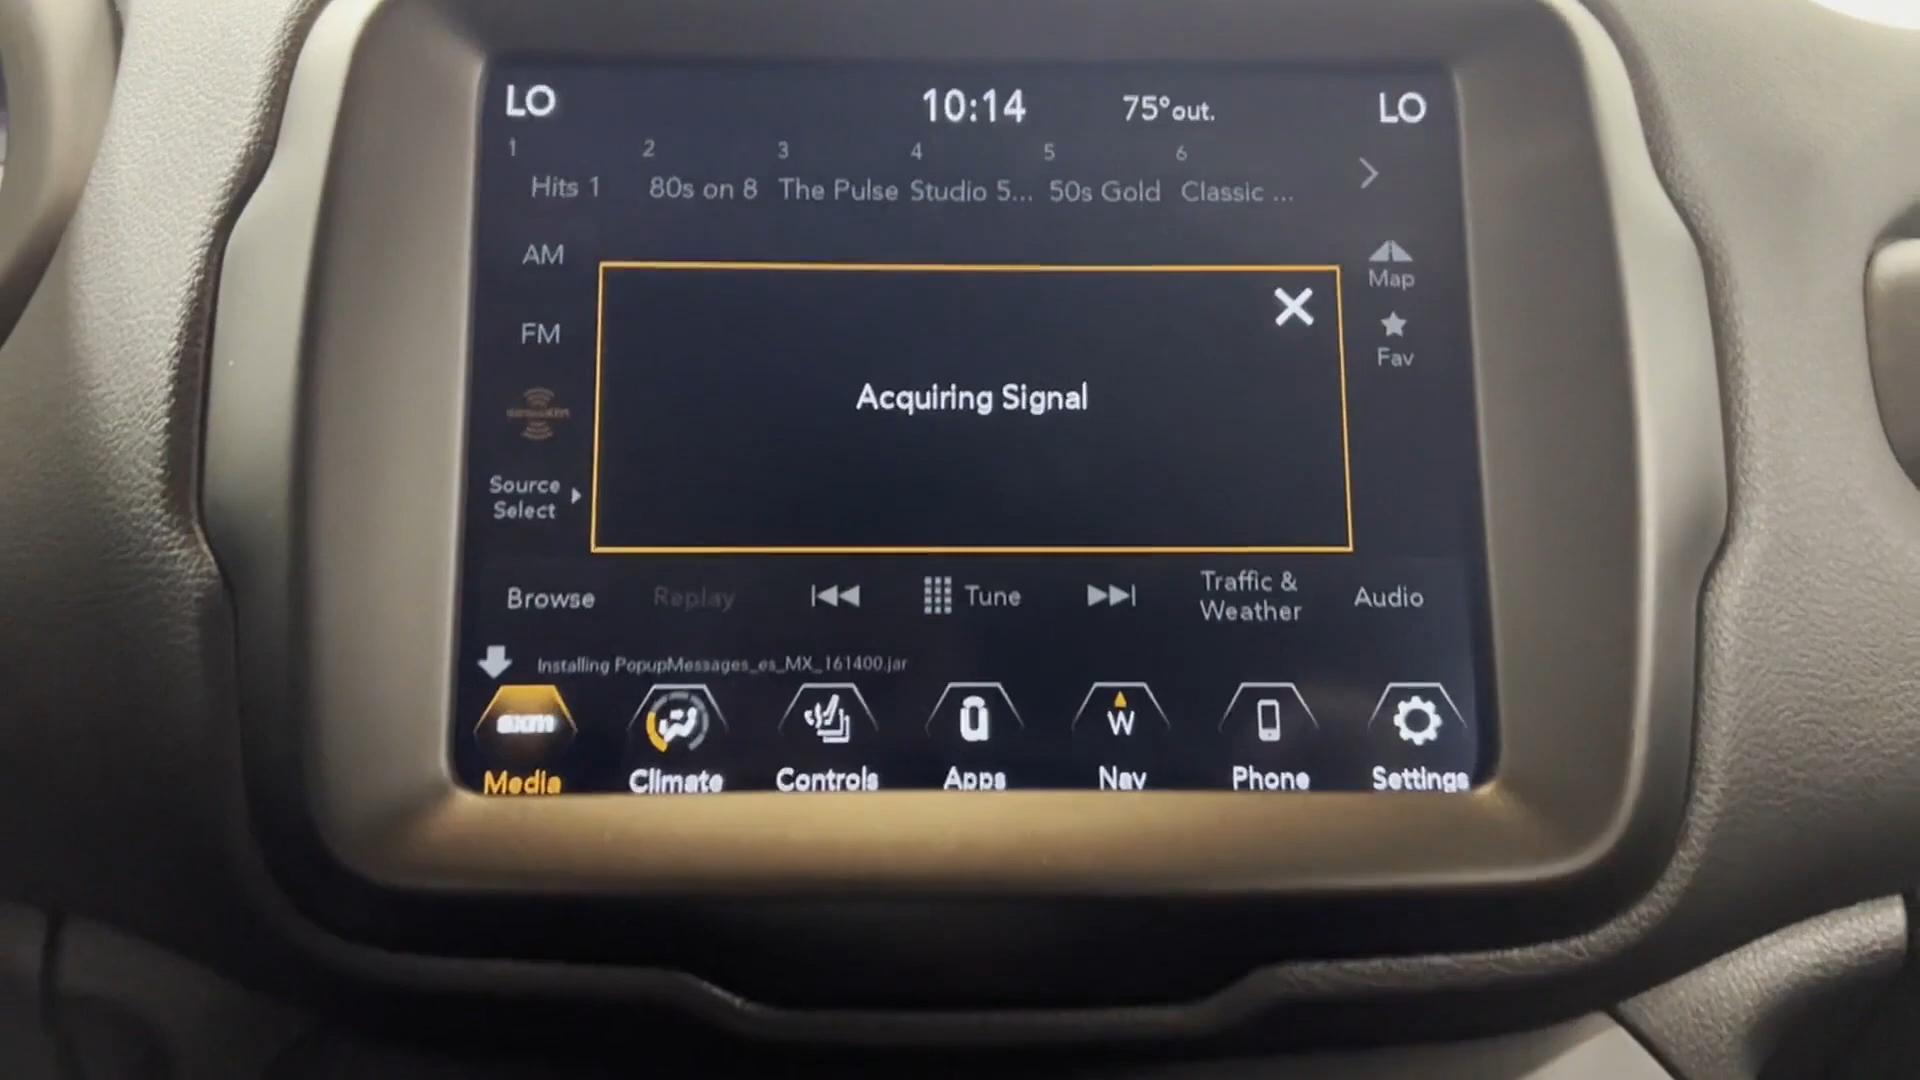 LO 10:14 75°out. LO
1 2 3 4 5 6
Hits 1 80s on 8 The Pulse Studio 5... 50s Gold Classic ...
AM
FM
Map
Fav
Acquiring Signal
Source
Select
Browse Replay Tune Traffic &
Weather Audio
Installing PopupMessages_es_MX_161400.jar
sxm W
Media Climate Controls Apps Nav Phone Settings